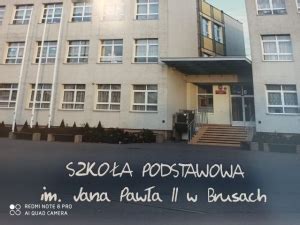 SZKOŁA PODSTAWOWA
im. Jana Pawła II w Brusach
REDMI NOTE 8 PRO
AI QUAD CAMERA